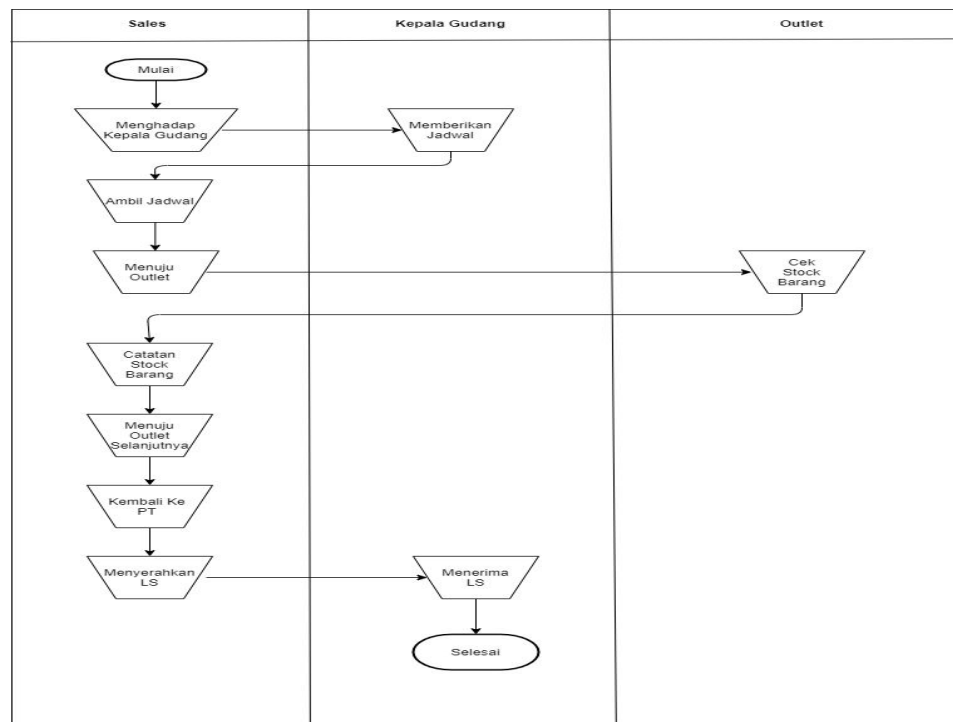 Sales
Kepala Gudang
Outlet
Mulai
Menghadap
Kepala Gudang
Memberikan
Jadwal
Ambil Jadwal
Menuju
Outlet
Cek
Stock
Barang
Catatan
Stock
Barang
Menuju
Outlet
Selanjutnya
Kembali Ke
PT
Menyerahkan
LS
Menerima
LS
Selesai